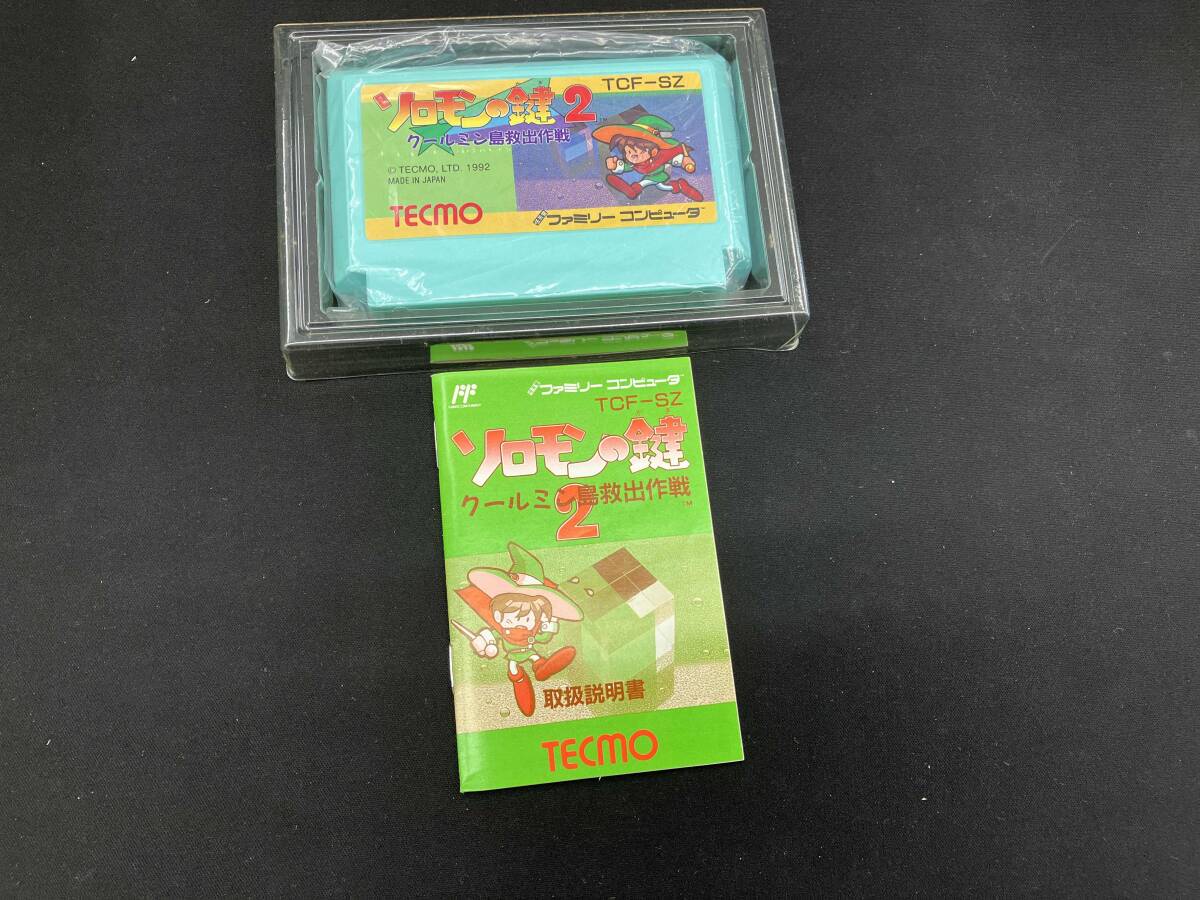 TCF-SZ
ソロモンの鍵2
クールミン島救出作戦
© TECMO, LTD. 1992
MADE IN JAPAN
TECMO
ファミリー コンピュータ
ファミリー コンピュータ
TCF-SZ
ソロモンの鍵
クールミン島救出作戦
2
取扱説明書
TECMO